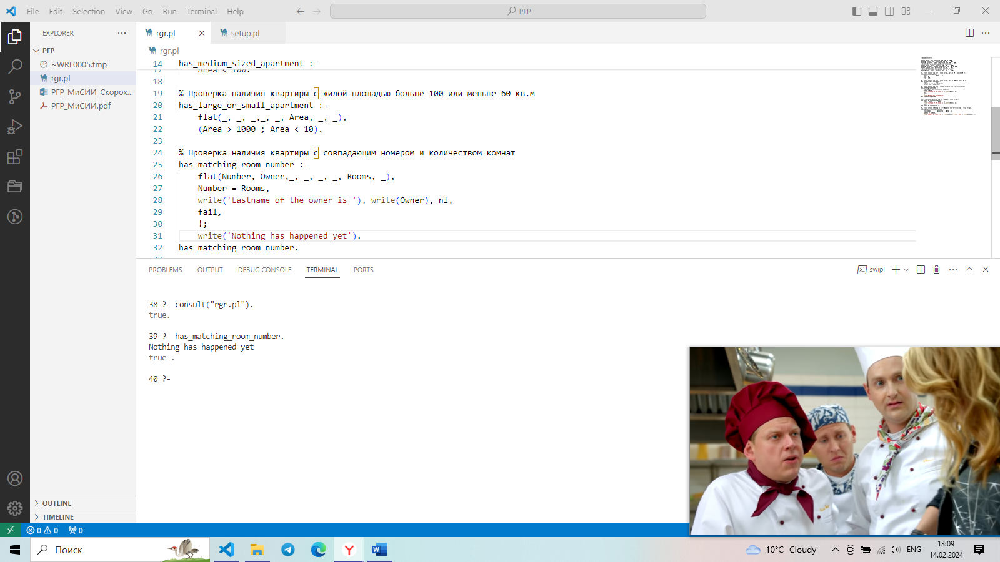 File Edit Selection View Go Run Terminal Help
РГР
EXPLORER
rgr.pl
setup.pl
РГР
~WRL0005.tmp
rgr.pl
РГР_МиСИИ_Скорох...
РГР_МиСИИ.pdf
rgr.pl
14 has_medium_sized_apartment :-
17 Area < 100.
18
19 % Проверка наличия квартиры с жилой площадью больше 100 или меньше 60 кв.м
20 has_large_or_small_apartment :-
21 flat(_, _, _,_, _, Area, _, _),
22 (Area > 1000 ; Area < 10).
23
24 % Проверка наличия квартиры с совпадающим номером и количеством комнат
25 has_matching_room_number :-
26 flat(Number, Owner,_, _, _, _, Rooms, _),
27 Number = Rooms,
28 write('Lastname of the owner is '), write(Owner), nl,
29 fail,
30 !;
31 write('Nothing has happened yet').
32 has_matching_room_number.
PROBLEMS OUTPUT DEBUG CONSOLE TERMINAL PORTS
swipl
38 ?- consult("rgr.pl").
true.
39 ?- has_matching_room_number.
Nothing has happened yet
true .
40 ?-
OUTLINE
TIMELINE
0 0 0
Поиск
10°C Cloudy
ENG
13:09
14.02.2024